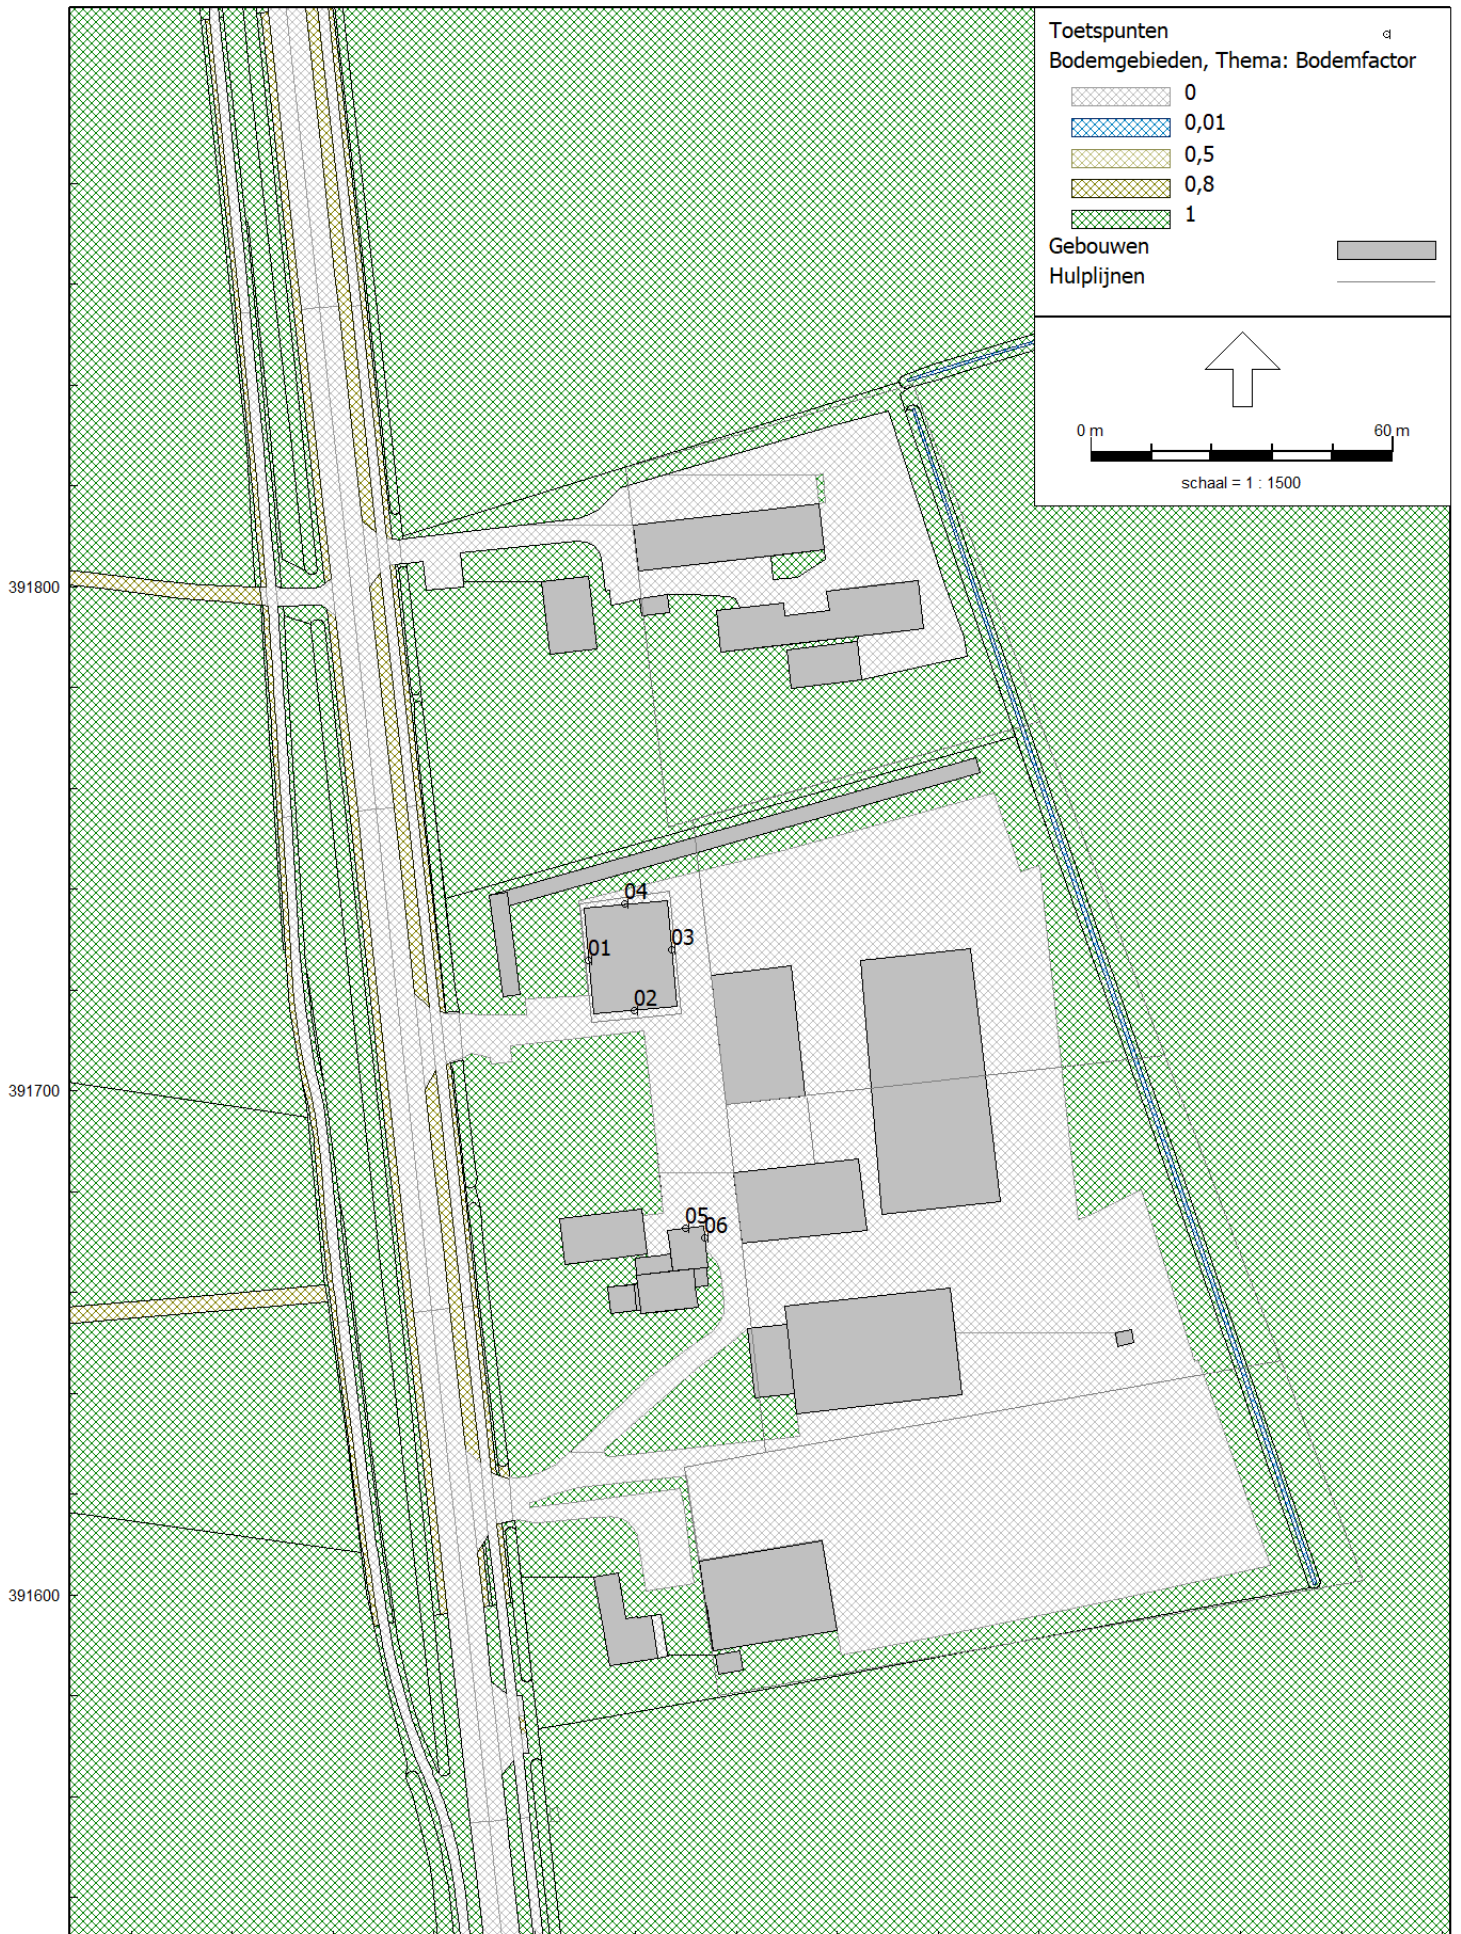 Toetspunten
Bodemgebieden, Thema: Bodemfactor
0
0,01
0,5
0,8
1
Gebouwen
Hulplijnen
0 m 60 m
schaal = 1 : 1500
391800
04
03
01
02
391700
05
06
391600